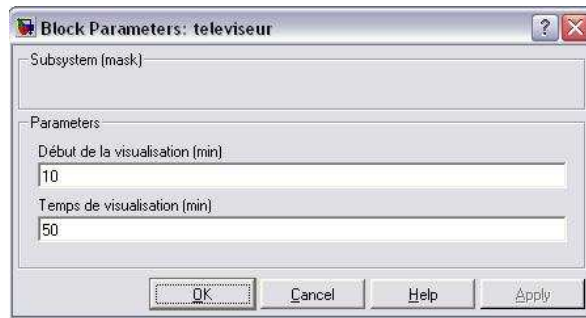 Block Parameters: televiseur
Subsystem (mask)
Parameters
Début de la visualisation (min)
10
Temps de visualisation (min)
50
OK Cancel Help Apply